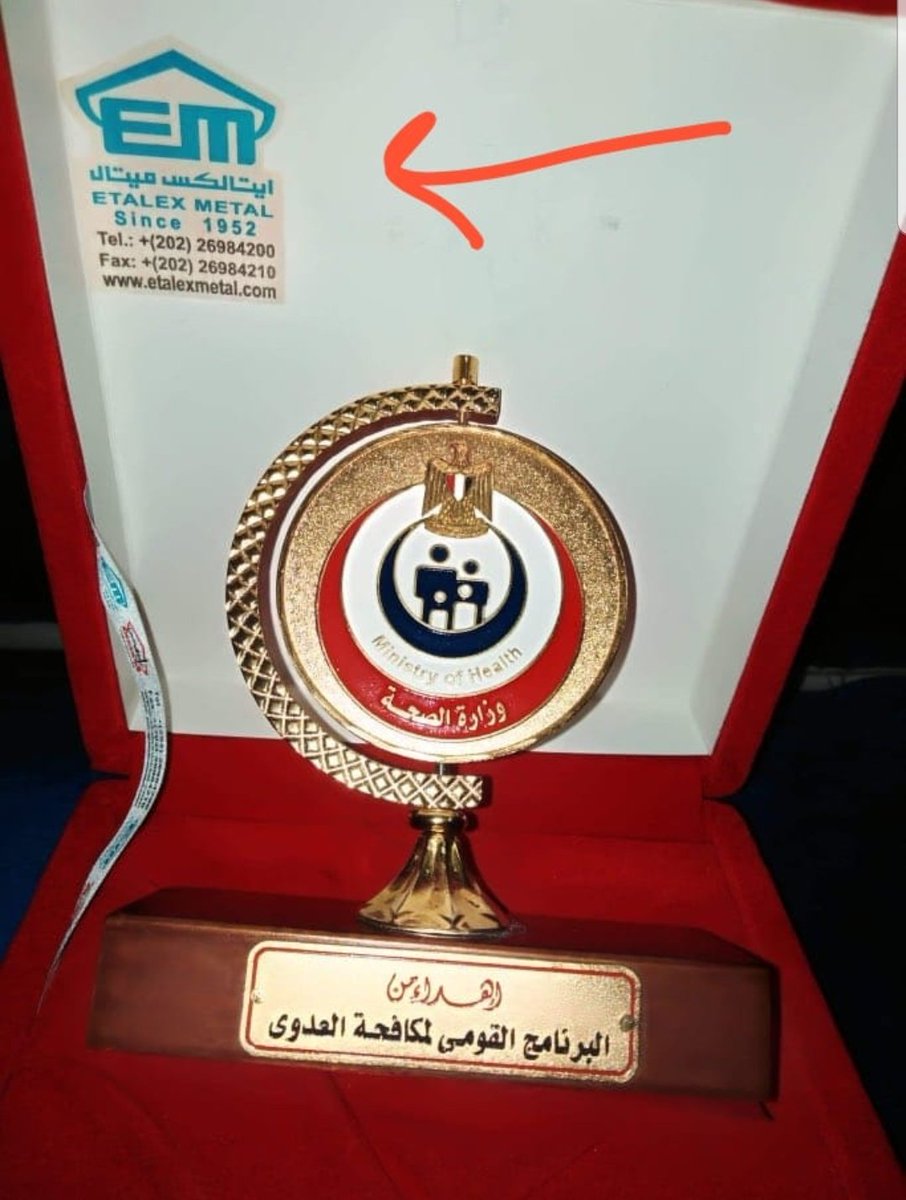 EM
ايتالكس ميتال
ETALEX METAL
Since 1952
Tel.: +(202) 26984200
Fax: +(202) 26984210
www.etalexmetal.com
Ministry of Health
وزارة الصحة
إهداء من
البرنامج القومى لمكافحة العدوى